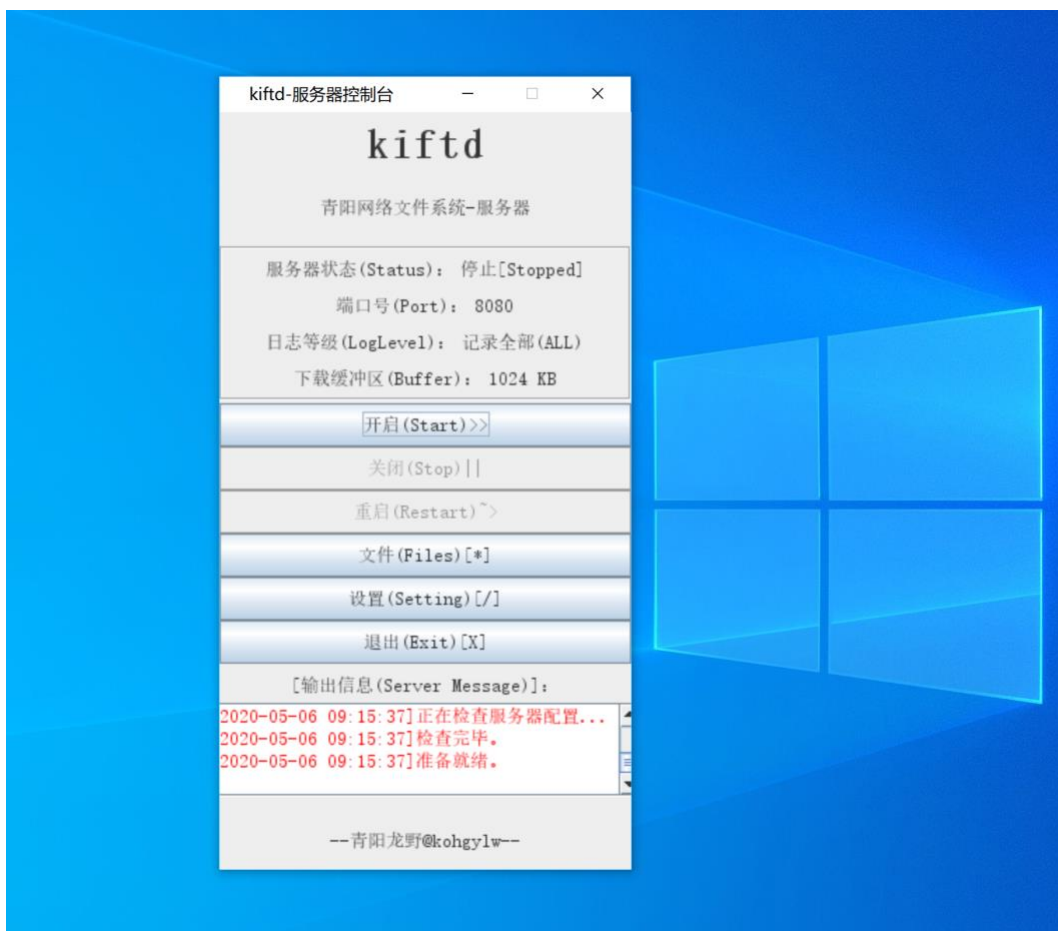 kiftd-服务器控制台
kiftd
青阳网络文件系统-服务器
服务器状态(Status)： 停止[Stopped]
端口号(Port)： 8080
日志等级(LogLevel)： 记录全部(ALL)
下载缓冲区(Buffer)： 1024 KB
开启(Start)>>
关闭(Stop)||
重启(Restart)~>
文件(Files)[*]
设置(Setting)[/]
退出(Exit)[X]
[输出信息(Server Message)]：
2020-05-06 09:15:37]正在检查服务器配置...
2020-05-06 09:15:37]检查完毕。
2020-05-06 09:15:37]准备就绪。
--青阳龙野@kohgylw--